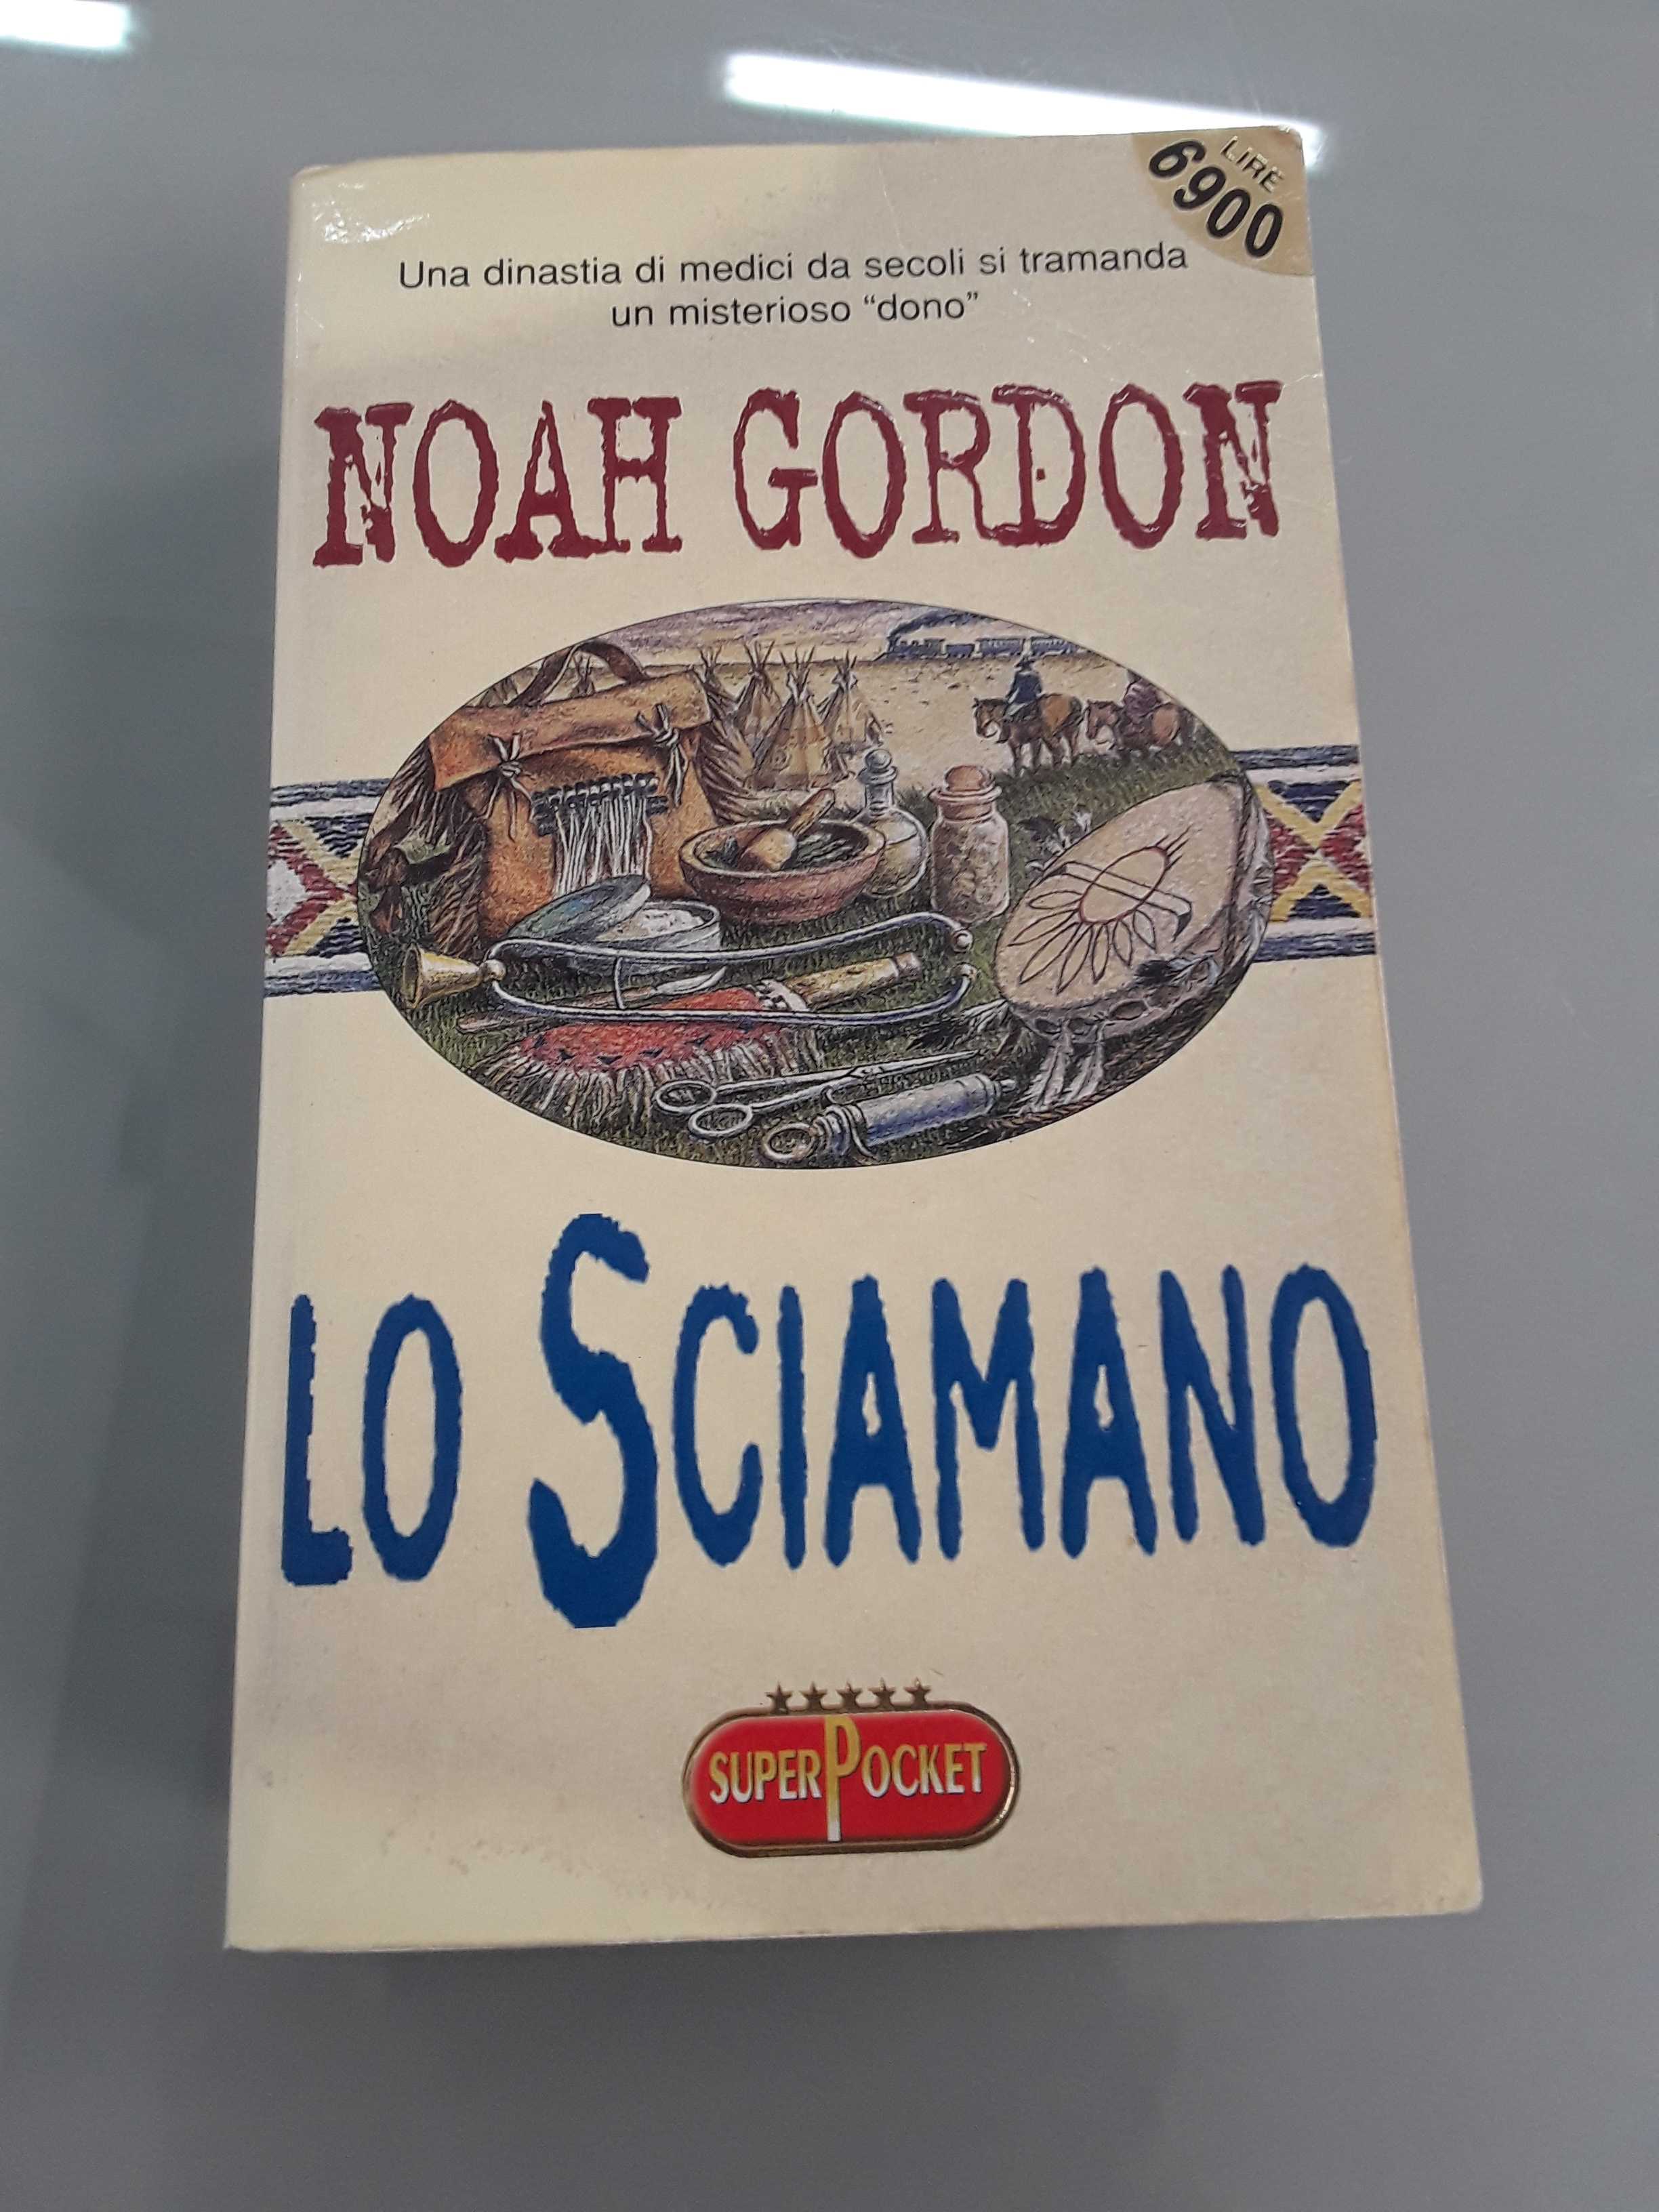 LIRE
6900
Una dinastia di medici da secoli si tramanda
un misterioso “dono”
NOAH GORDON
LO SCIAMANO
SUPERPOCKET